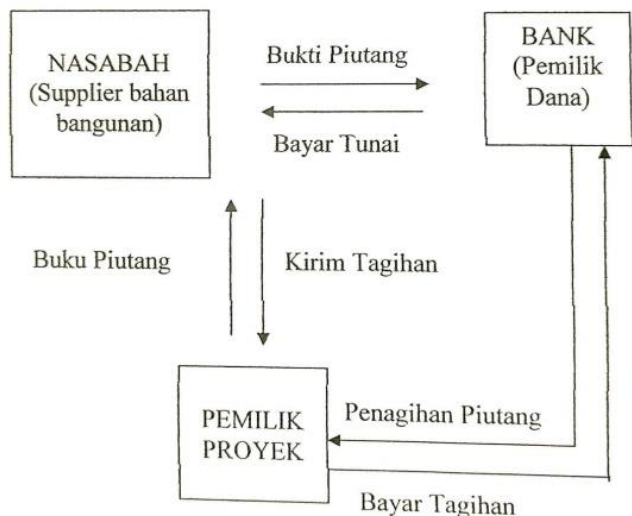 NASABAH
(Supplier bahan
bangunan)
Bukti Piutang
Bayar Tunai
BANK
(Pemilik
Dana)
Buku Piutang
Kirim Tagihan
PEMILIK
PROYEK
Penagihan Piutang
Bayar Tagihan